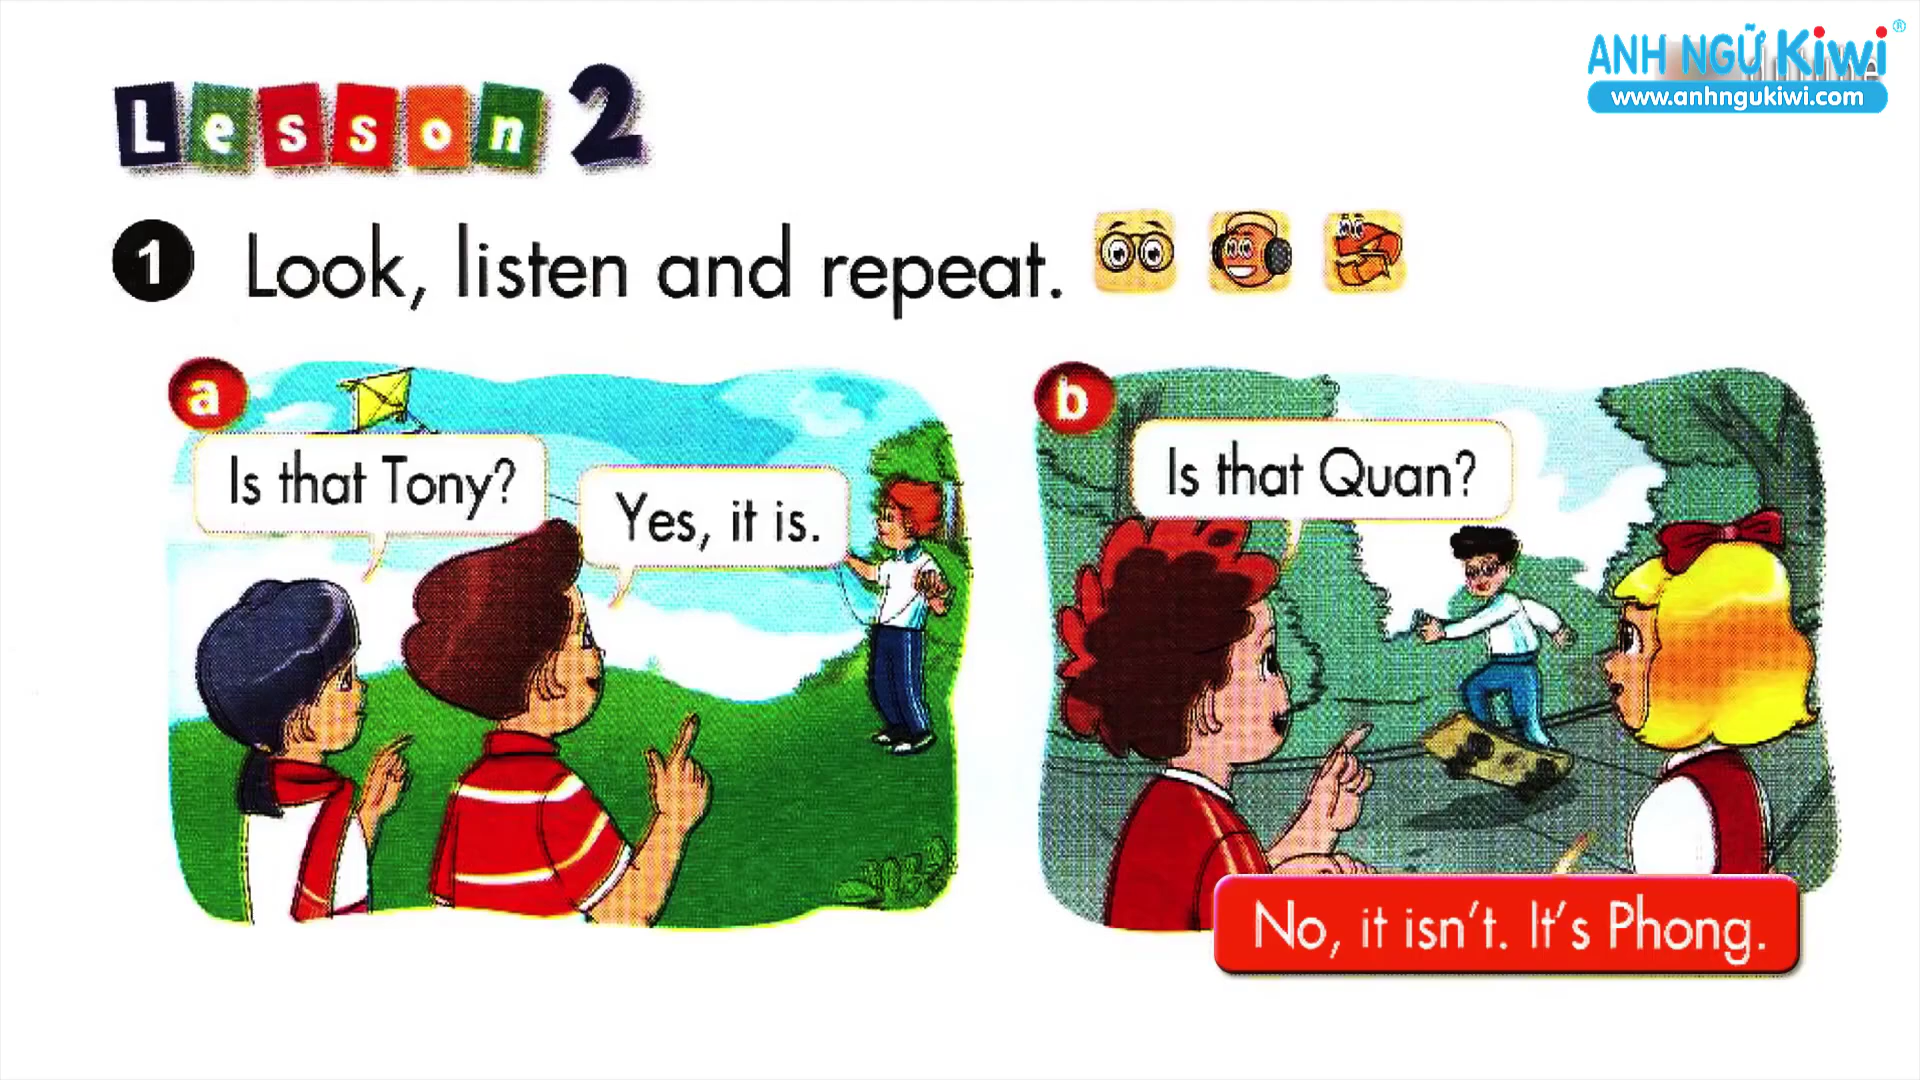 ANH NGỮ Kiwi®
www.anhngukiwi.com
Lesson 2
1 Look, listen and repeat.
a
Is that Tony?
Yes, it is.
b
Is that Quan?
No, it isn't. It's Phong.